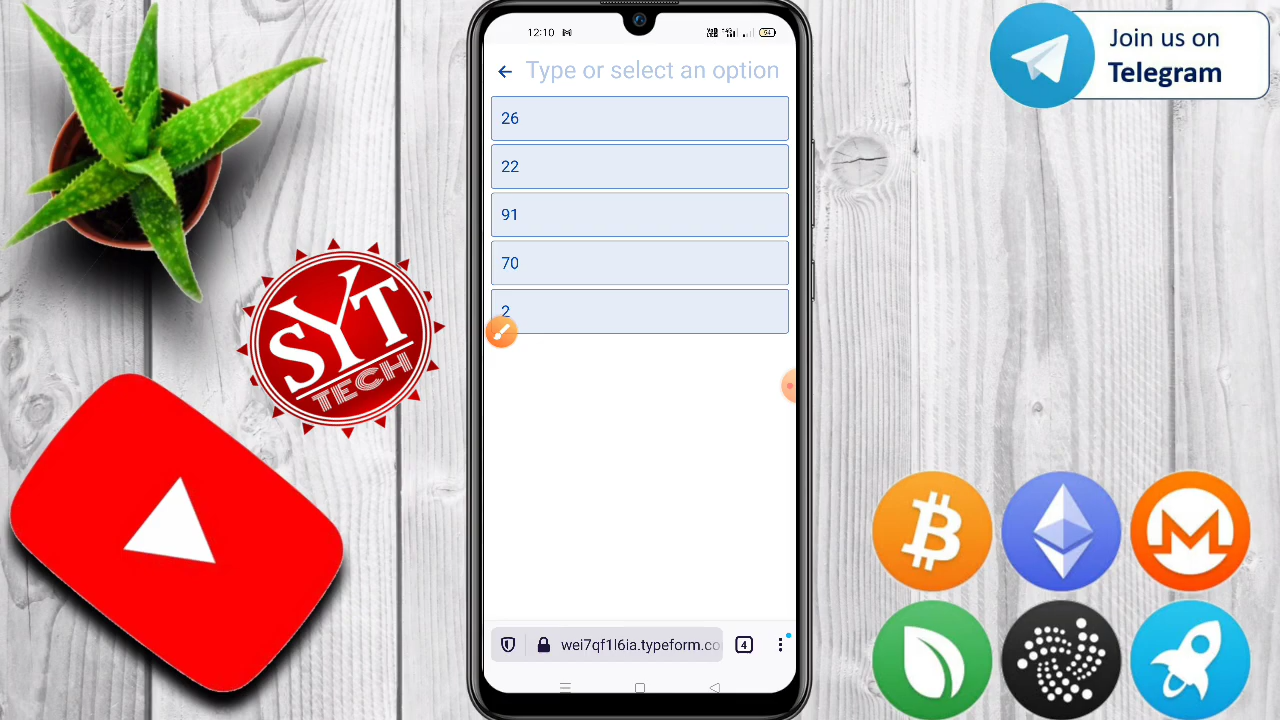 12:10
Type or select an option
26
22
91
70
2
wei7qf1l6ia.typeform.co
4
Join us on
Telegram
SYT
TECH